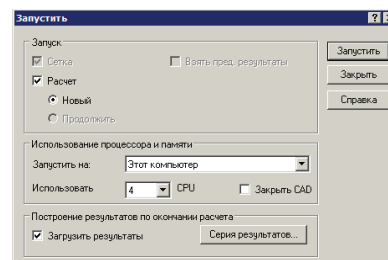 Запустить
Запуск
Сетка
Взять пред. результаты
Расчет
Новый
Продолжить
Запустить
Закрыть
Справка
Использование процессора и памяти
Запустить на: Этот компьютер
Использовать 4 CPU Закрыть CAD
Построение результатов по окончании расчета
Загрузить результаты Серия результатов...